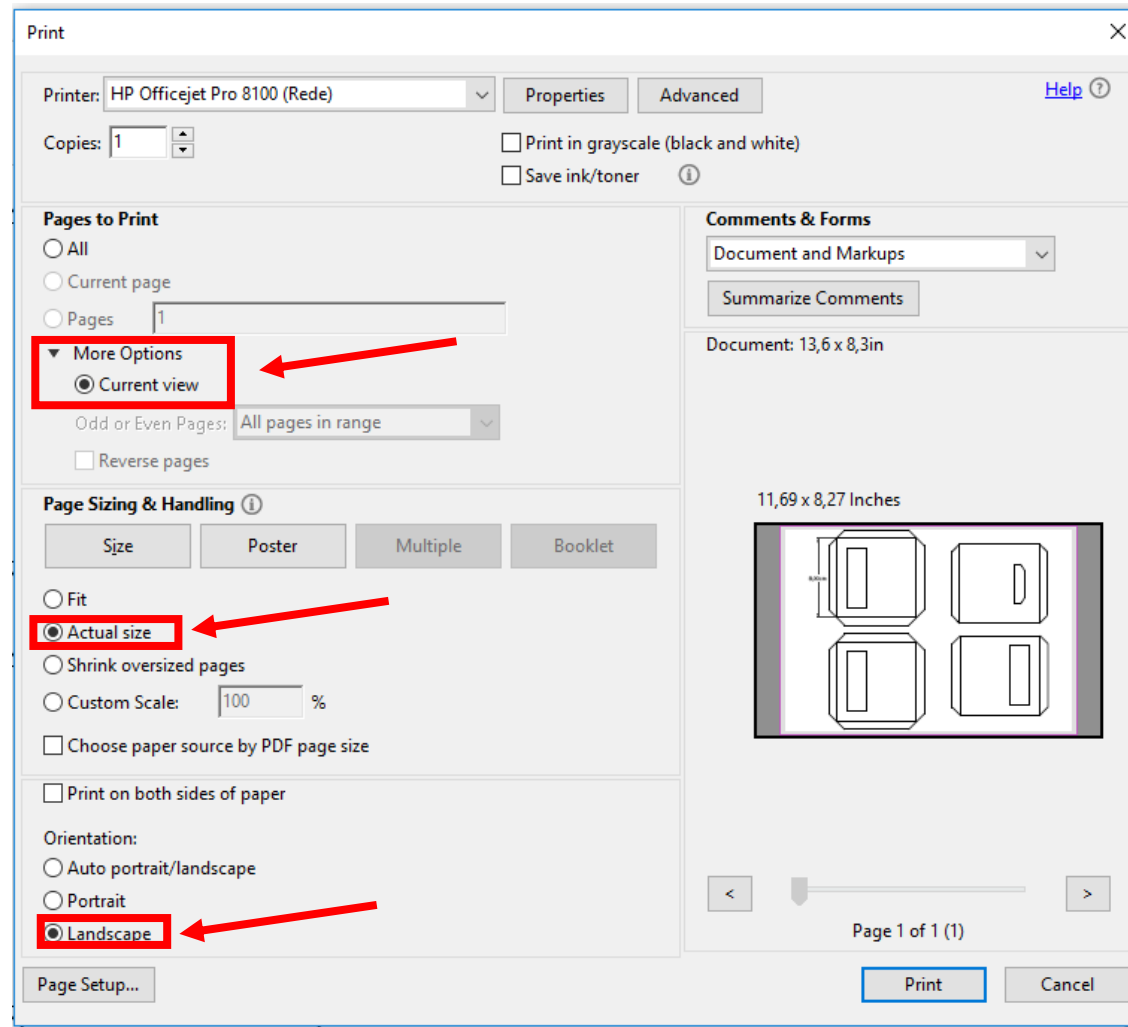 Print
Printer: HP Officejet Pro 8100 (Rede) Properties Advanced Help
Copies: 1 Print in grayscale (black and white)
Save ink/toner
Pages to Print
All
Current page
Pages 1
More Options
Current view
Odd or Even Pages: All pages in range
Reverse pages
Comments & Forms
Document and Markups
Summarize Comments
Page Sizing & Handling
Size Poster Multiple Booklet
Fit
Actual size
Shrink oversized pages
Custom Scale: 100 %
Choose paper source by PDF page size
Print on both sides of paper
Orientation:
Auto portrait/landscape
Portrait
Landscape
Document: 13,6 x 8,3in
11,69 x 8,27 Inches
< >
Page 1 of 1 (1)
Page Setup... Print Cancel